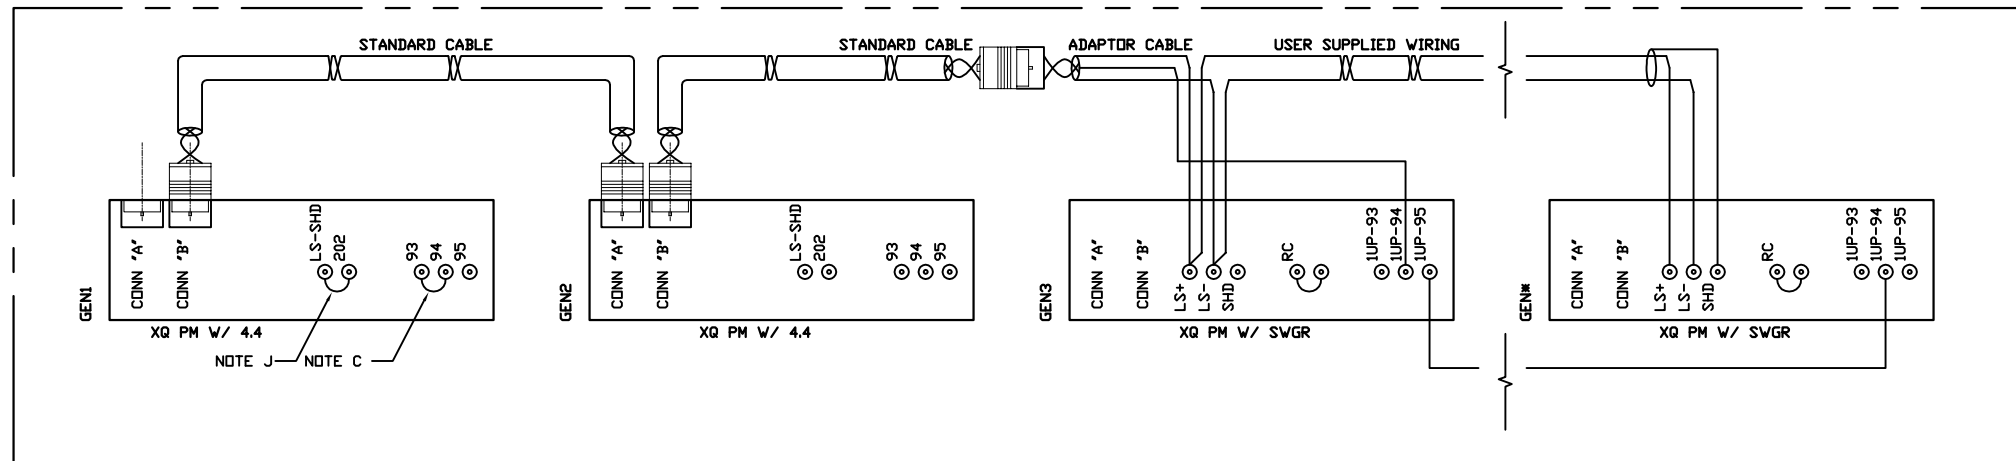 STANDARD CABLE
STANDARD CABLE
ADAPTOR CABLE
USER SUPPLIED WIRING
GEN1
CONN "A"
CONN "B"
LS-SHD
202
93
94
95
XQ PM W/ 4.4
NOTE J
NOTE C
GEN2
CONN "A"
CONN "B"
LS-SHD
202
93
94
95
XQ PM W/ 4.4
GEN3
CONN "A"
CONN "B"
LS+
LS-
SHD
RC
1UP-93
1UP-94
1UP-95
XQ PM W/ SWGR
GEN*
CONN "A"
CONN "B"
LS+
LS-
SHD
RC
1UP-93
1UP-94
1UP-95
XQ PM W/ SWGR